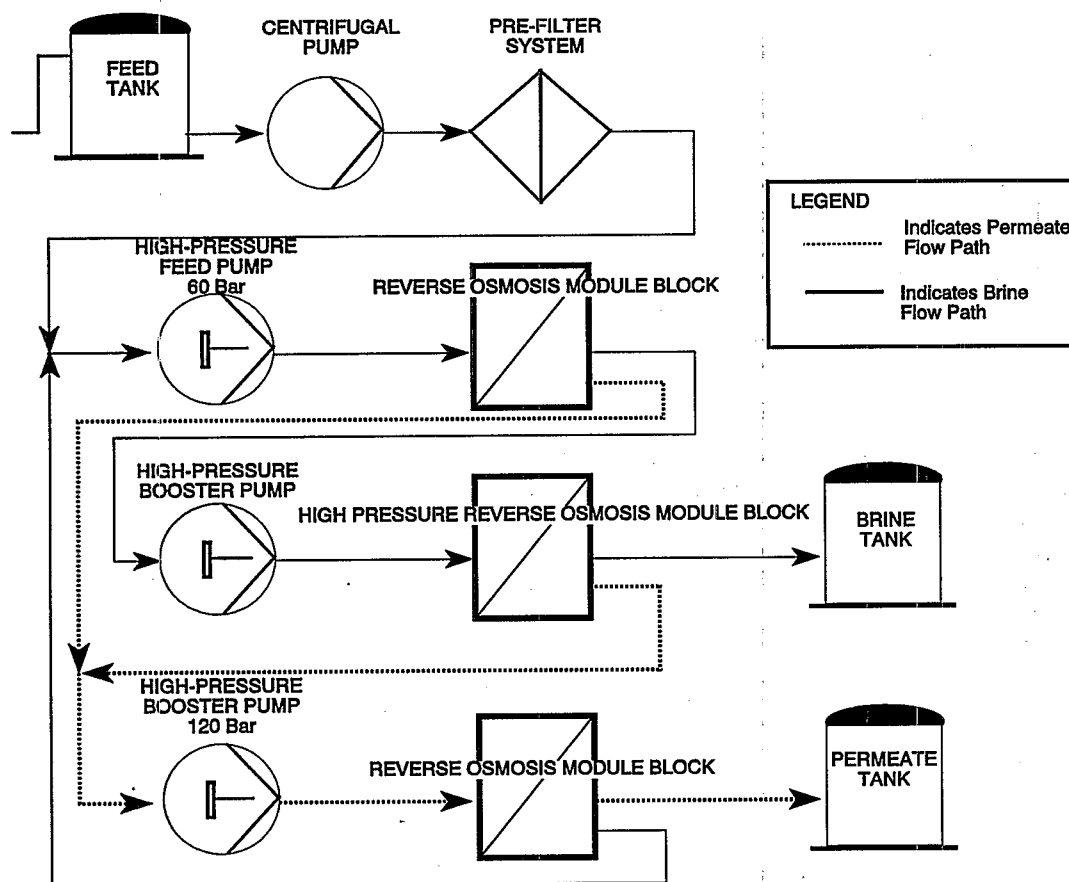 FEED
TANK
CENTRIFUGAL
PUMP
PRE-FILTER
SYSTEM
LEGEND
Indicates Permeate
Flow Path
Indicates Brine
Flow Path
HIGH-PRESSURE
FEED PUMP
60 Bar
REVERSE OSMOSIS MODULE BLOCK
HIGH-PRESSURE
BOOSTER PUMP
HIGH PRESSURE REVERSE OSMOSIS MODULE BLOCK
BRINE
TANK
HIGH-PRESSURE
BOOSTER PUMP
120 Bar
REVERSE OSMOSIS MODULE BLOCK
PERMEATE
TANK